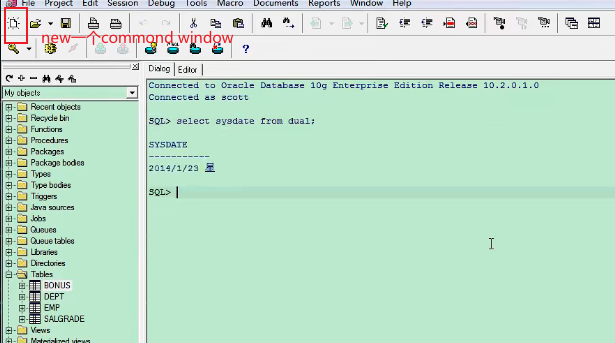 File Edit Session Debug Tools Macro Documents Reports Window Help
new一个commond window
Dialog Editor
My objects
Recent objects
Recycle bin
Functions
Procedures
Packages
Package bodies
Types
Type bodies
Triggers
Java sources
Jobs
Queues
Queue tables
Libraries
Directories
Tables
BONUS
DEPT
EMP
SALGRADE
Views
Materialized views
Connected to Oracle Database 10g Enterprise Edition Release 10.2.0.1.0
Connected as scott
SQL> select sysdate from dual;
SYSDATE
-----------
2014/1/23 星
SQL>